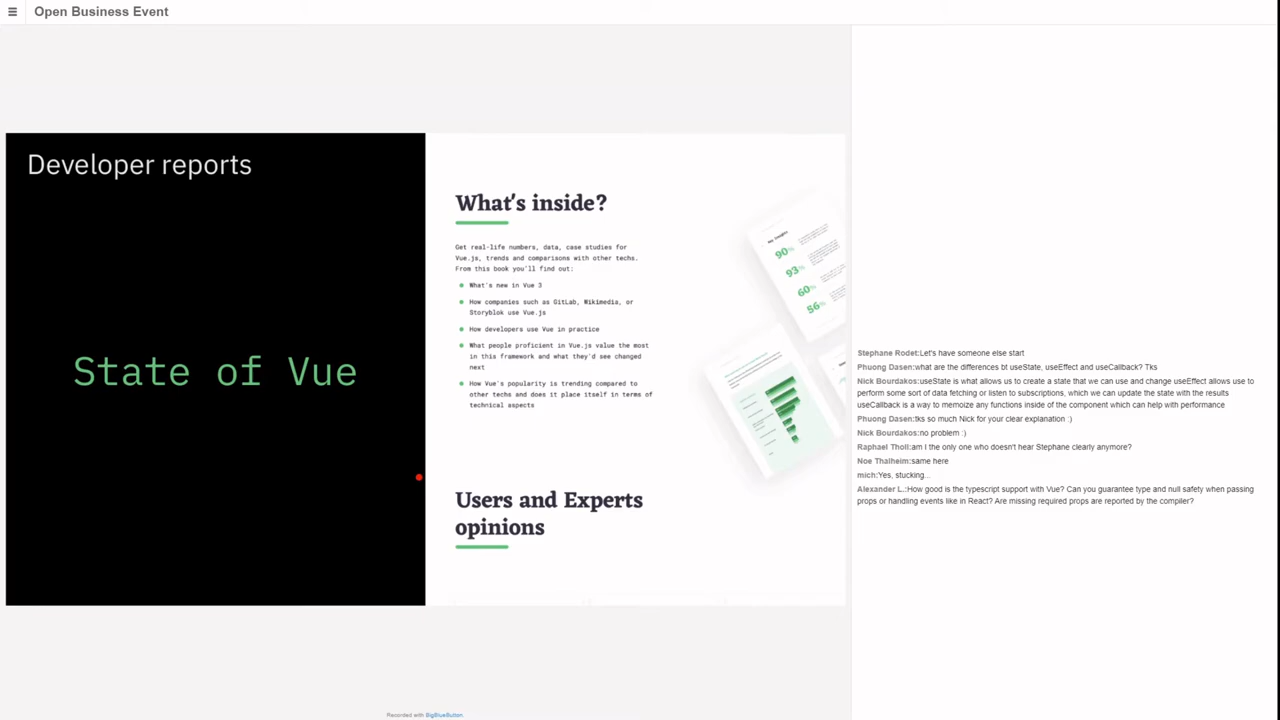 Open Business Event
Developer reports
State of Vue
What's inside?
Get real-life numbers, data, case studies for
Vue.js, trends and comparisons with other techs.
From this book you'll find out:
What's new in Vue 3
How companies such as GitLab, Wikimedia, or
Storyblok use Vue.js
How developers use Vue in practice
What people proficient in Vue.js value the most
in this framework and what they'd see changed
next
How Vue's popularity is trending compared to
other techs and does it place itself in terms of
technical aspects
90%
93%
60%
56%
Users and Experts
opinions
Stephane Rodet:Let's have someone else start
Phuong Dasen:what are the differences bt useState, useEffect and useCallback? Tks
Nick Bourdakos:useState is what allows us to create a state that we can use and change useEffect allows use to
perform some sort of data fetching or listen to subscriptions, which we can update the state with the results
useCallback is a way to memoize any functions inside of the component which can help with performance
Phuong Dasen:tks so much Nick for your clear explanation :)
Nick Bourdakos:no problem :)
Raphael Tholl:am I the only one who doesn't hear Stephane clearly anymore?
Noe Thalheim:same here
mich:Yes, stucking...
Alexander L.:How good is the typescript support with Vue? Can you guarantee type and null safety when passing
props or handling events like in React? Are missing required props are reported by the compiler?
Recorded with BigBlueButton.